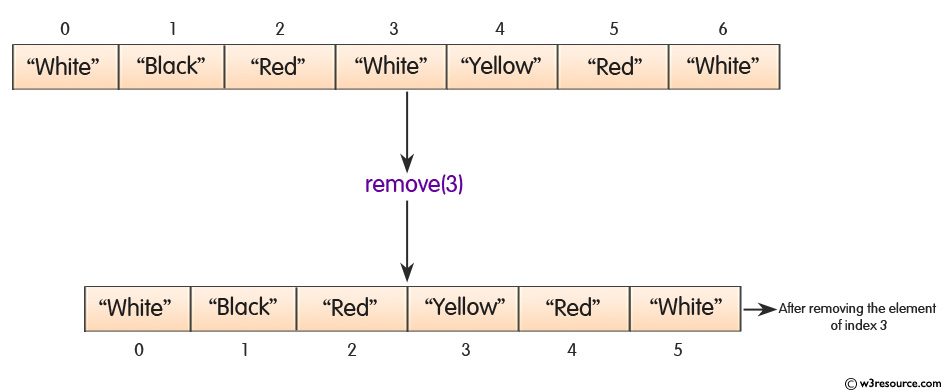 0 1 2 3 4 5 6
“White” “Black” “Red” “White” “Yellow” “Red” “White”
remove(3)
“White” “Black” “Red” “Yellow” “Red” “White”
After removing the element
of index 3
0 1 2 3 4 5
© w3resource.com